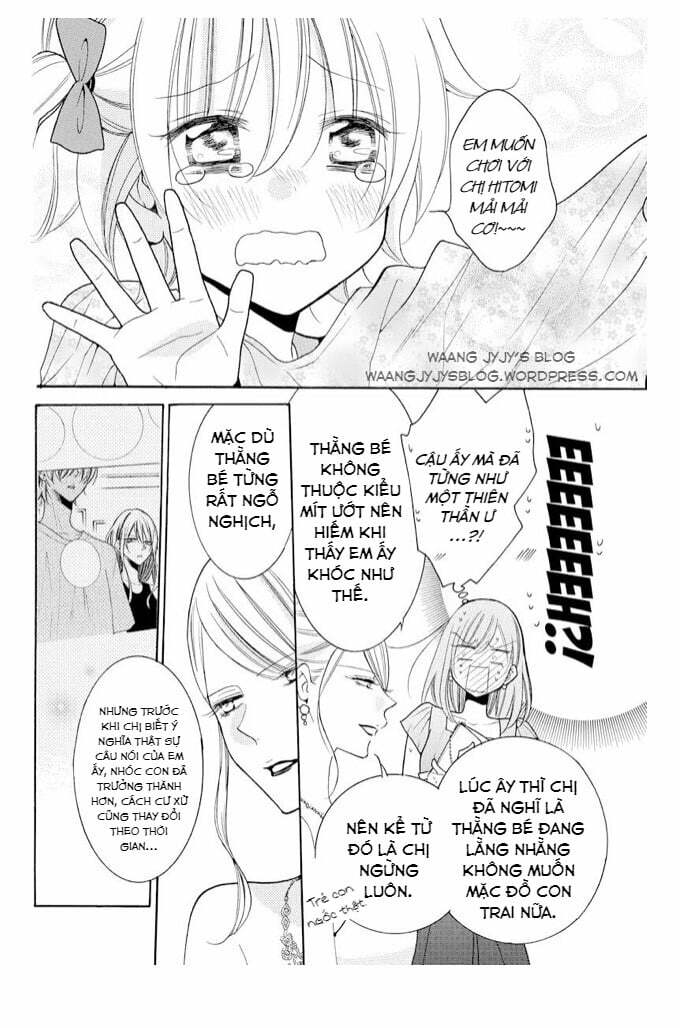 EM MUỐN
CHƠI VỚI
CHỊ HITOMI
MÃI MÃI
CƠ!~~~
WAANG JYJY'S BLOG
WAANGJYJYSBLOG.WORDPRESS.COM
EEEEEEEEH?!
CẬU ẤY MÀ ĐÃ
TỪNG NHƯ
MỘT THIÊN
THẦN Ư
...?!
LÚC ẤY THÌ CHỊ
ĐÃ NGHĨ LÀ
THẰNG BÉ ĐANG
LẰNG NHẰNG
KHÔNG MUỐN
MẶC ĐỒ CON
TRAI NỮA.
THẰNG BÉ
KHÔNG
THUỘC KIỂU
MÍT ƯỚT NÊN
HIẾM KHI
THẤY EM ẤY
KHÓC NHƯ
THẾ.
NÊN KỂ TỪ
ĐÓ LÀ CHỊ
NGỪNG
LUÔN.
Trẻ con
ngốc thật
MẶC DÙ
THẰNG BÉ
TỪNG RẤT
NGỖ
NGHỊCH,
NHƯNG TRƯỚC
KHI CHỊ BIẾT Ý
NGHĨA THẬT SỰ
CÂU NÓI CỦA EM
ẤY, NHÓC CON ĐÃ
TRƯỞNG THÀNH
HƠN, CÁCH CƯ XỬ
CŨNG THAY ĐỔI
THEO THỜI
GIAN...